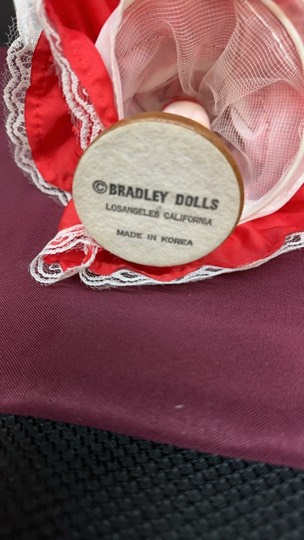 ©BRADLEY DOLLS
LOSANGELES CALIFORNIA
MADE IN KOREA